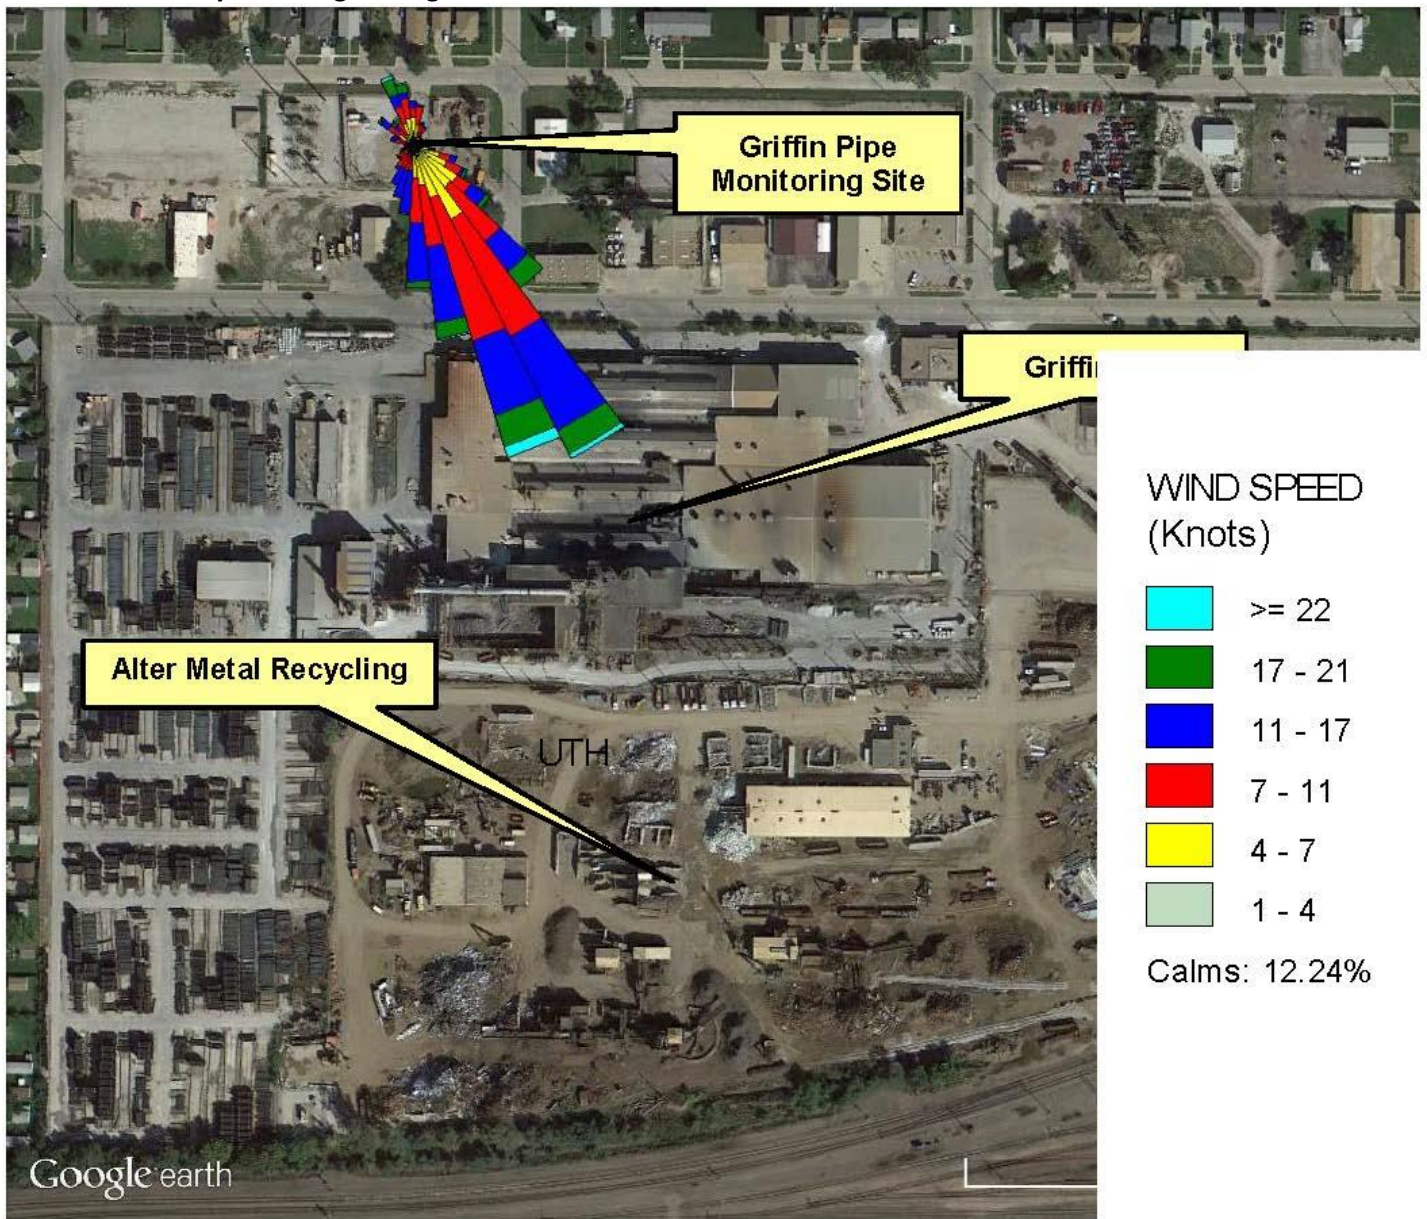 Griffin Pipe
Monitoring Site
Griffi
WIND SPEED
(Knots)
>= 22
17 - 21
11 - 17
7 - 11
4 - 7
1 - 4
Calms: 12.24%
Alter Metal Recycling
UTH
Google earth